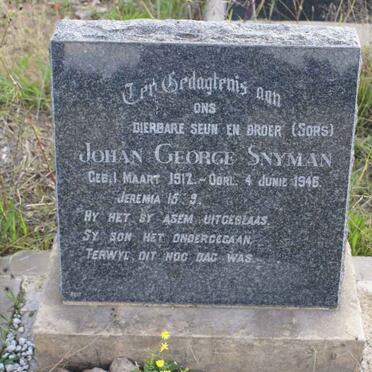 Ter Gedagtenis aan
ONS
DIERBARE SEUN EN BROER (SORS)
JOHAN GEORGE SNYMAN
GEB. 1 MAART 1917. - OORL. 4 JUNIE 1946.
JEREMIA 15 : 9.
HY HET SY ASEM UITGEBLAAS.
SY SON HET ONDERGEGAAN,
TERWYL DIT NOG DAG WAS.